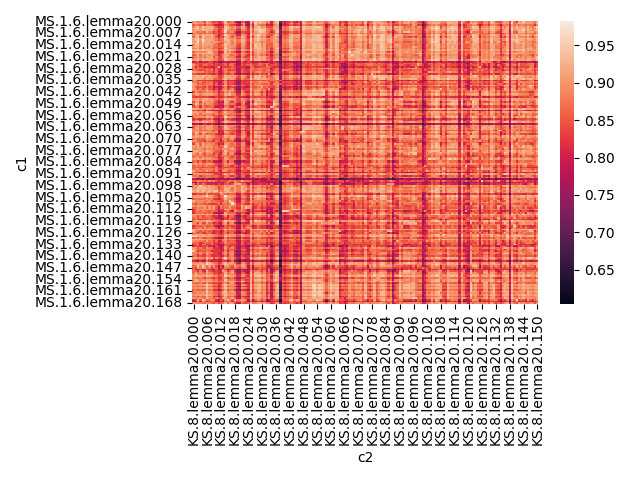 MS.1.6.lemma20.000
MS.1.6.lemma20.007
MS.1.6.lemma20.014
MS.1.6.lemma20.021
MS.1.6.lemma20.028
MS.1.6.lemma20.035
MS.1.6.lemma20.042
MS.1.6.lemma20.049
MS.1.6.lemma20.056
MS.1.6.lemma20.063
MS.1.6.lemma20.070
MS.1.6.lemma20.077
MS.1.6.lemma20.084
MS.1.6.lemma20.091
MS.1.6.lemma20.098
MS.1.6.lemma20.105
MS.1.6.lemma20.112
MS.1.6.lemma20.119
MS.1.6.lemma20.126
MS.1.6.lemma20.133
MS.1.6.lemma20.140
MS.1.6.lemma20.147
MS.1.6.lemma20.154
MS.1.6.lemma20.161
MS.1.6.lemma20.168
c1
KS.8.lemma20.000
KS.8.lemma20.006
KS.8.lemma20.012
KS.8.lemma20.018
KS.8.lemma20.024
KS.8.lemma20.030
KS.8.lemma20.036
KS.8.lemma20.042
KS.8.lemma20.048
KS.8.lemma20.054
KS.8.lemma20.060
KS.8.lemma20.066
KS.8.lemma20.072
KS.8.lemma20.078
KS.8.lemma20.084
KS.8.lemma20.090
KS.8.lemma20.096
KS.8.lemma20.102
KS.8.lemma20.108
KS.8.lemma20.114
KS.8.lemma20.120
KS.8.lemma20.126
KS.8.lemma20.132
KS.8.lemma20.138
KS.8.lemma20.144
KS.8.lemma20.150
c2
0.95
0.90
0.85
0.80
0.75
0.70
0.65